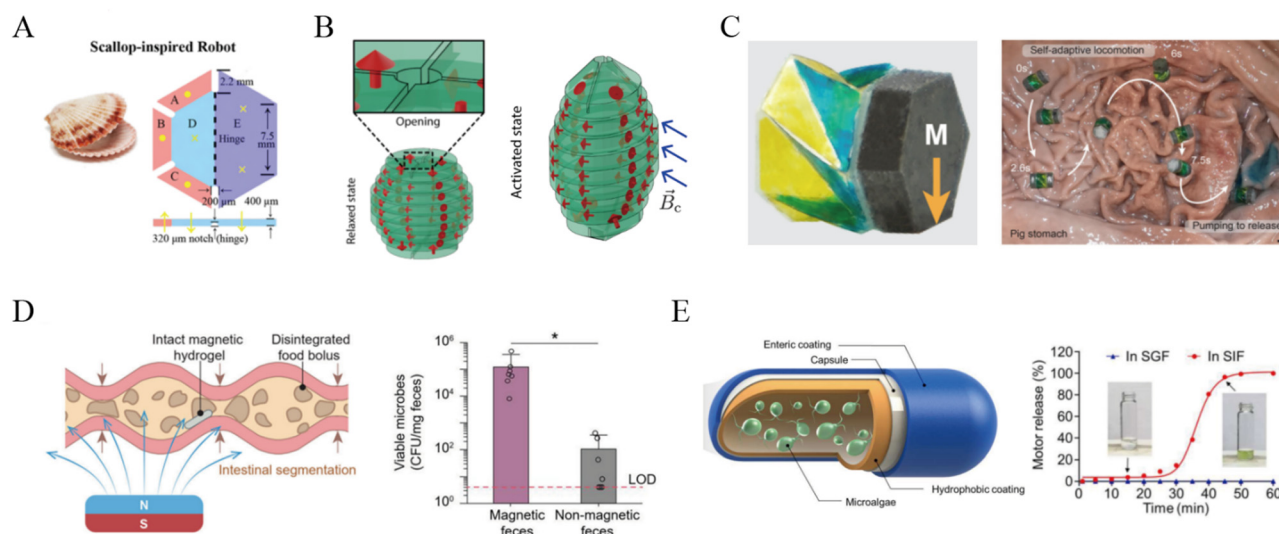 A
Scallop-inspired Robot
2.2 mm
A
B
D
E
C
Hinge
7.5
mm
200 μm
400 μm
320 μm notch (hinge)
B
Opening
Relaxed state
Activated state
B⃗c
C
M
Self-adaptive locomotion
0s
6s
2.6s
7.5s
Pumping to release
Pig stomach
D
Intact magnetic
hydrogel
Disintegrated
food bolus
Intestinal segmentation
N
S
Viable microbes
(CFU/mg feces)
10⁶
10⁴
10²
10⁰
*
LOD
Magnetic
feces
Non-magnetic
feces
E
Enteric coating
Capsule
Hydrophobic coating
Microalgae
In SGF
In SIF
Motor release (%)
120
100
80
60
40
20
0
0 10 20 30 40 50 60
Time (min)